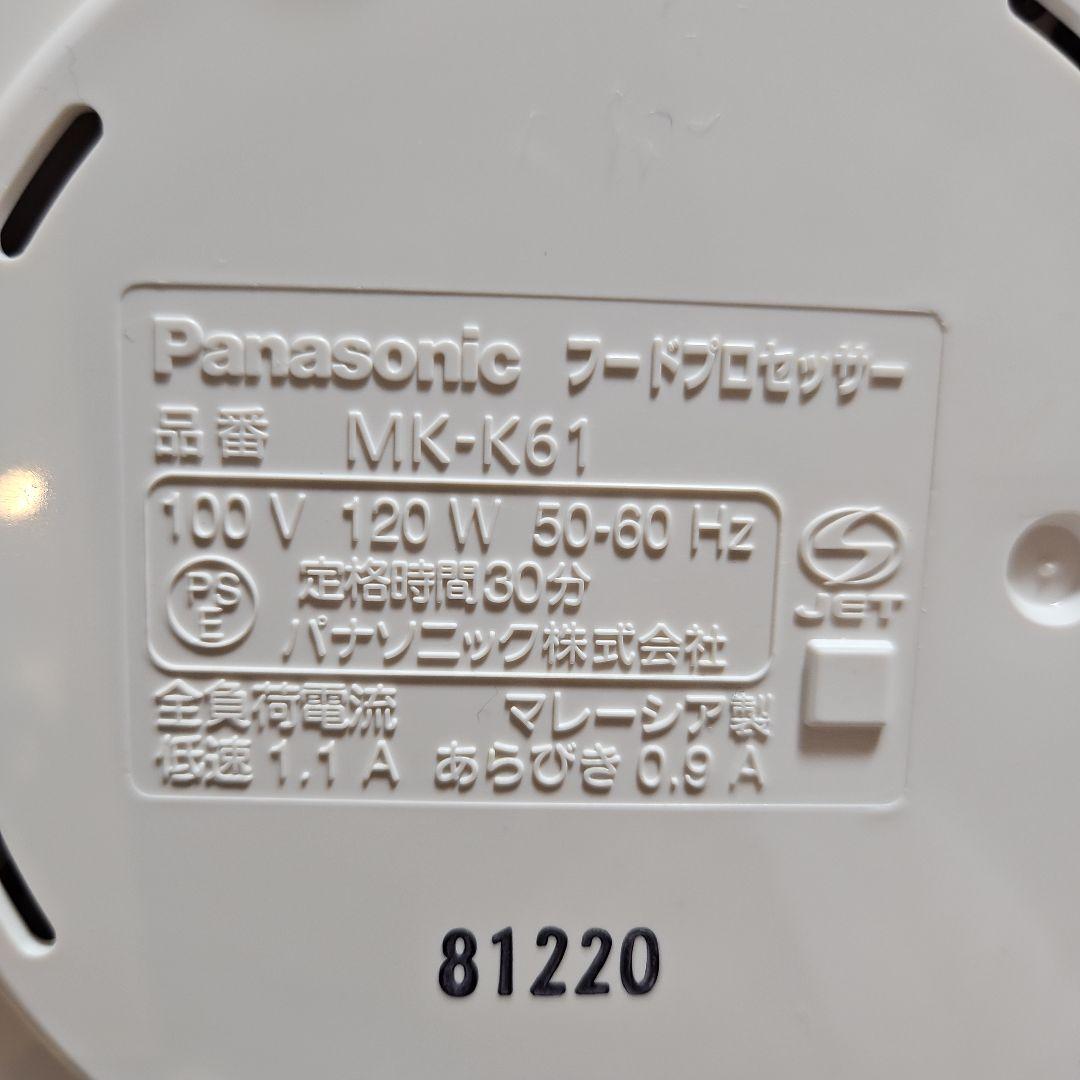 Panasonic フードプロセッサー
品番 MK-K61
100 V 120 W 50-60 Hz
PS
E
定格時間30分
パナソニック株式会社
JET
全負荷電流 マレーシア製
低速 1.1 A あらびき 0.9 A
81220